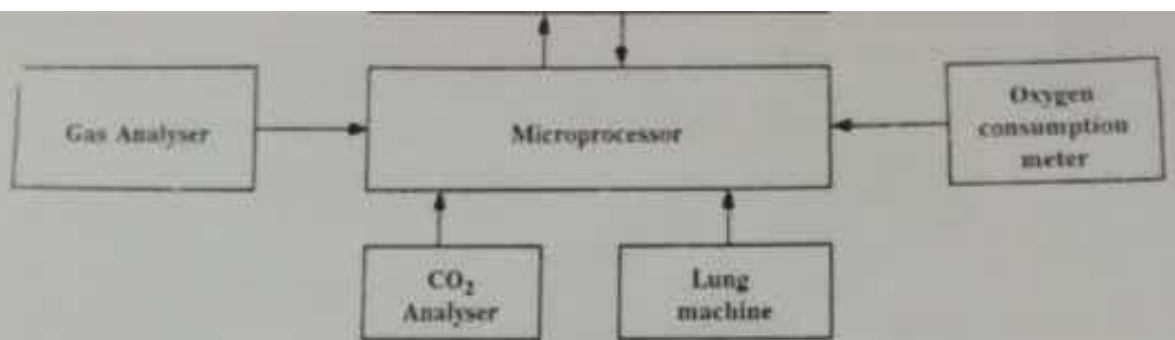 Gas Analyser
Microprocessor
Oxygen
consumption
meter
CO₂
Analyser
Lung
machine